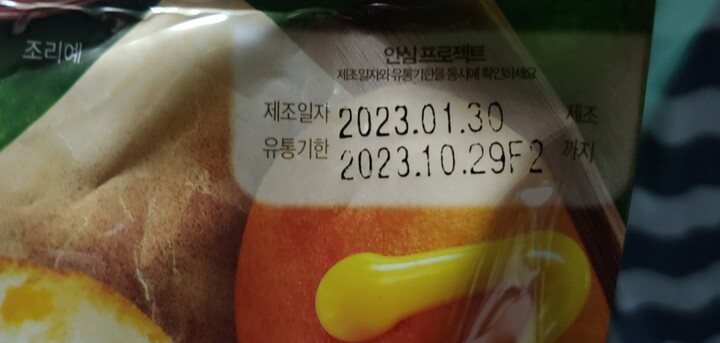 조리예
안심 프로젝트
제조일자와 유통기한을 동시에 확인하세요
제조일자 2023.01.30 제조
유통기한 2023.10.29F2 까지